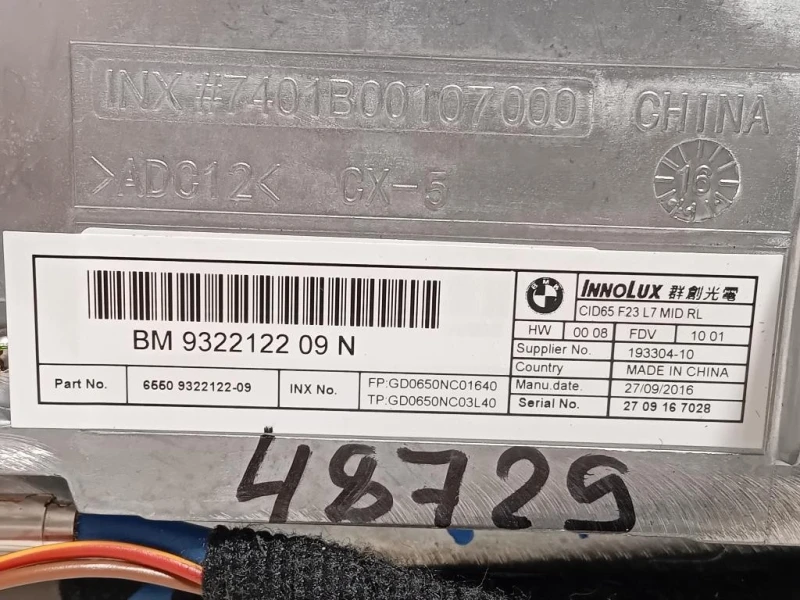 INX #7401B00107000
CHINA
>ADC12<
CX-5
16
BM 9322122 09 N
Part No.
6550 9322122-09
INX No.
FP:GD0650NC01640
TP:GD0650NC03L40
BMW
INNOLUX 群創光電
CID65 F23 L7 MID RL
HW 00 08 FDV 10 01
Supplier No. 193304-10
Country MADE IN CHINA
Manu.date. 27/09/2016
Serial No. 27 09 16 7028
48729